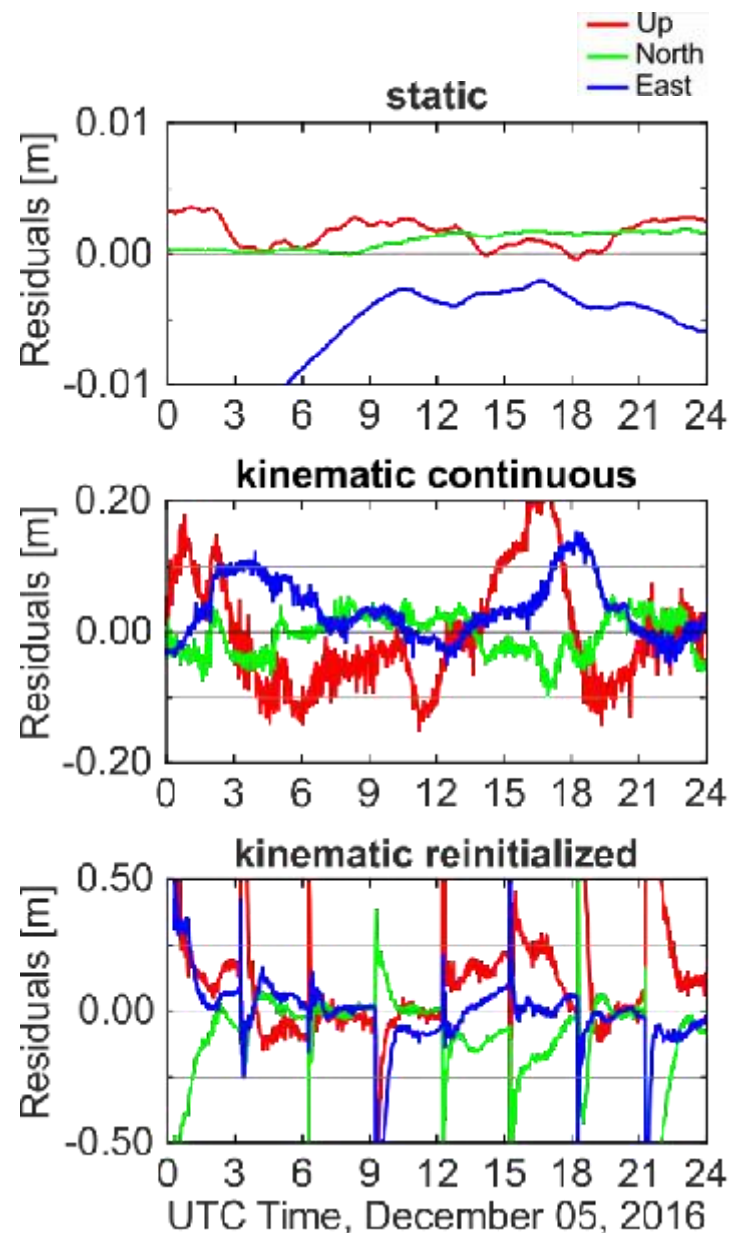 Up
North
East
static
Residuals [m]
0.01
0.00
-0.01
0 3 6 9 12 15 18 21 24
kinematic continuous
Residuals [m]
0.20
0.00
-0.20
0 3 6 9 12 15 18 21 24
kinematic reinitialized
Residuals [m]
0.50
0.00
-0.50
0 3 6 9 12 15 18 21 24
UTC Time, December 05, 2016